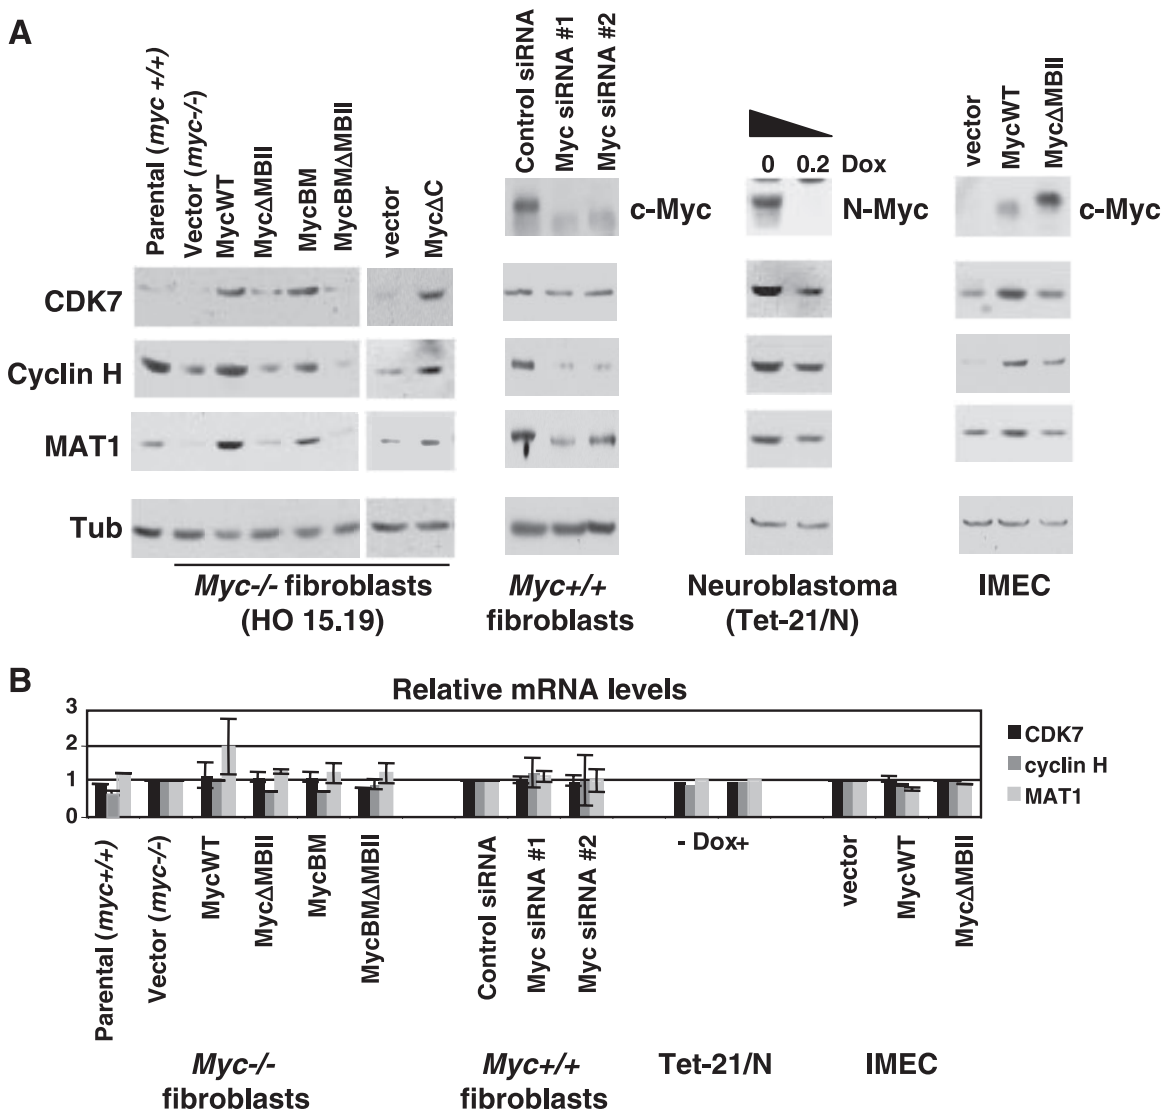 A
Parental (myc +/+)
Vector (myc-/-)
MycWT
MycΔMBII
MycBM
MycBMΔMBII
vector
MycΔC
Control siRNA
Myc siRNA #1
Myc siRNA #2
vector
MycWT
MycΔMBII
0 0.2 Dox
c-Myc
N-Myc
c-Myc
CDK7
Cyclin H
MAT1
Tub
Myc-/- fibroblasts
(HO 15.19)
Myc+/+
fibroblasts
Neuroblastoma
(Tet-21/N)
IMEC
B
Relative mRNA levels
3
2
1
0
CDK7
cyclin H
MAT1
Parental (myc+/+)
Vector (myc-/-)
MycWT
MycΔMBII
MycBM
MycBMΔMBII
Control siRNA
Myc siRNA #1
Myc siRNA #2
- Dox+
vector
MycWT
MycΔMBII
Myc-/-
fibroblasts
Myc+/+
fibroblasts
Tet-21/N
IMEC